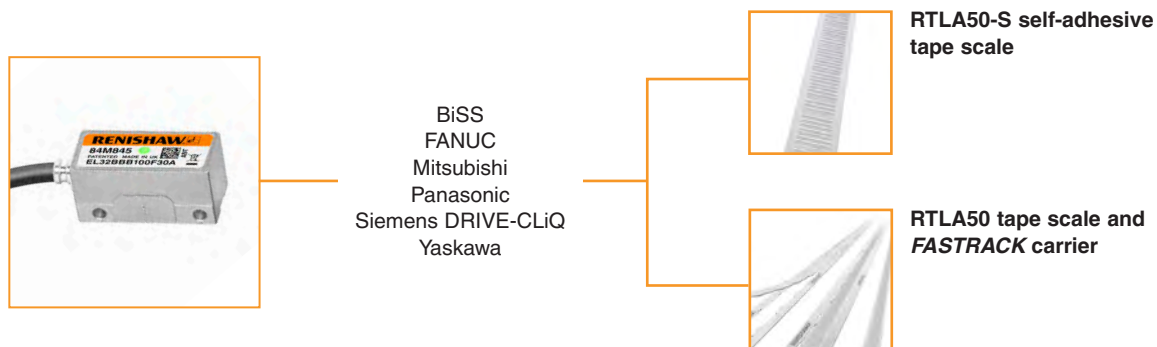 RENISHAW
84M845
PATENTED MADE IN UK
EL32BBB100F30A
BiSS
FANUC
Mitsubishi
Panasonic
Siemens DRIVE-CLiQ
Yaskawa
RTLA50-S self-adhesive
tape scale
RTLA50 tape scale and
FASTRACK carrier